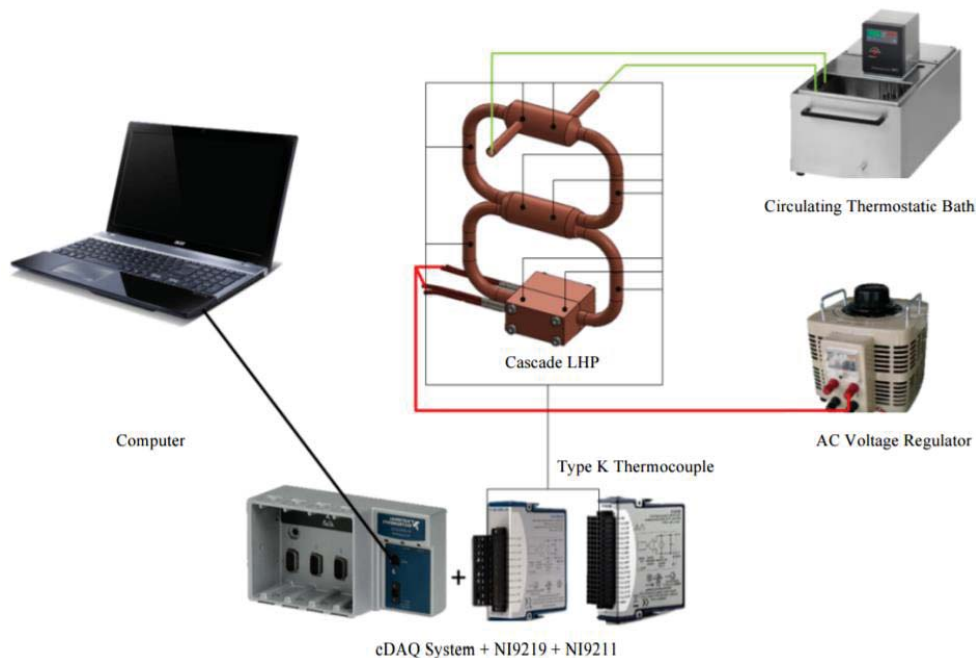 Circulating Thermostatic Bath
Cascade LHP
Computer
AC Voltage Regulator
Type K Thermocouple
cDAQ System + NI9219 + NI9211